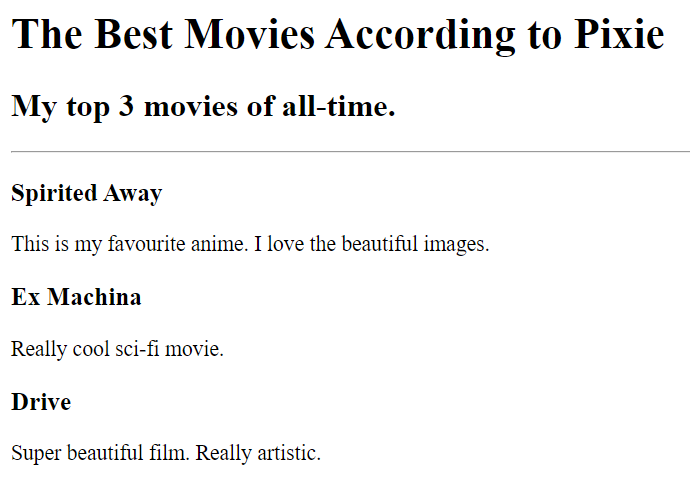 The Best Movies According to Pixie
My top 3 movies of all-time.
Spirited Away
This is my favourite anime. I love the beautiful images.
Ex Machina
Really cool sci-fi movie.
Drive
Super beautiful film. Really artistic.